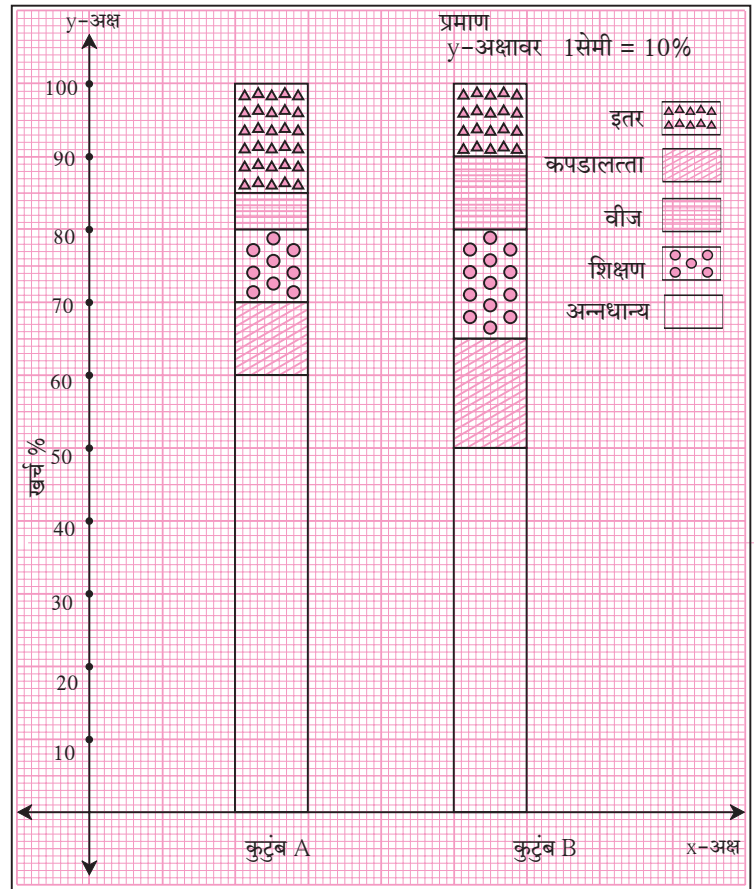 y-अक्ष
प्रमाण
y-अक्षावर 1सेमी = 10%
100
90
80
70
60
50
40
30
20
10
खर्च %
इतर
कपडालत्ता
वीज
शिक्षण
अन्नधान्य
कुटुंब A
कुटुंब B
x-अक्ष